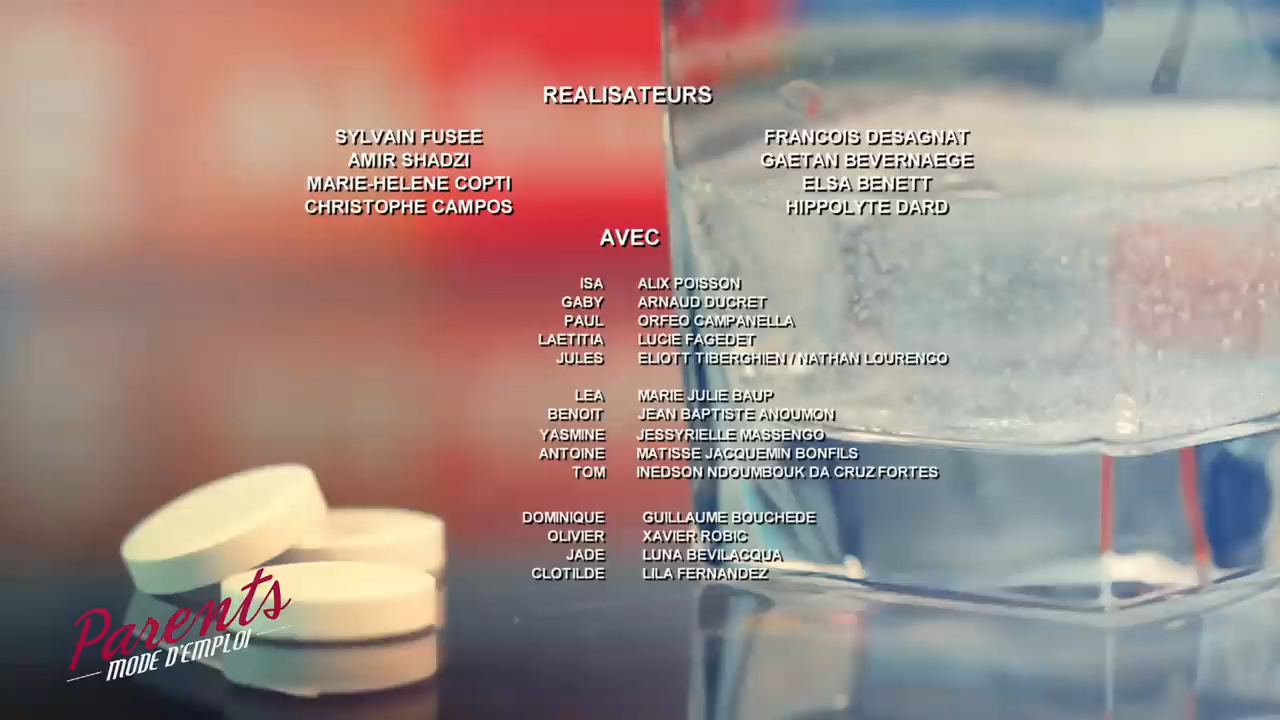 REALISATEURS
SYLVAIN FUSEE FRANCOIS DESAGNAT
AMIR SHADZI GAETAN BEVERNAEGE
MARIE-HELENE COPTI ELSA BENETT
CHRISTOPHE CAMPOS HIPPOLYTE DARD
AVEC
ISA ALIX POISSON
GABY ARNAUD DUCRET
PAUL ORFEO CAMPANELLA
LAETITIA LUCIE FAGEDET
JULES ELIOTT TIBERGHIEN / NATHAN LOURENCO
LEA MARIE JULIE BAUP
BENOIT JEAN BAPTISTE ANOUMON
YASMINE JESSYRIELLE MASSENGO
ANTOINE MATISSE JACQUEMIN BONFILS
TOM INEDSON NDOUMBOUK DA CRUZ FORTES
DOMINIQUE GUILLAUME BOUCHEDE
OLIVIER XAVIER ROBIC
JADE LUNA BEVILACQUA
CLOTILDE LILA FERNANDEZ
Parents
MODE D'EMPLOI